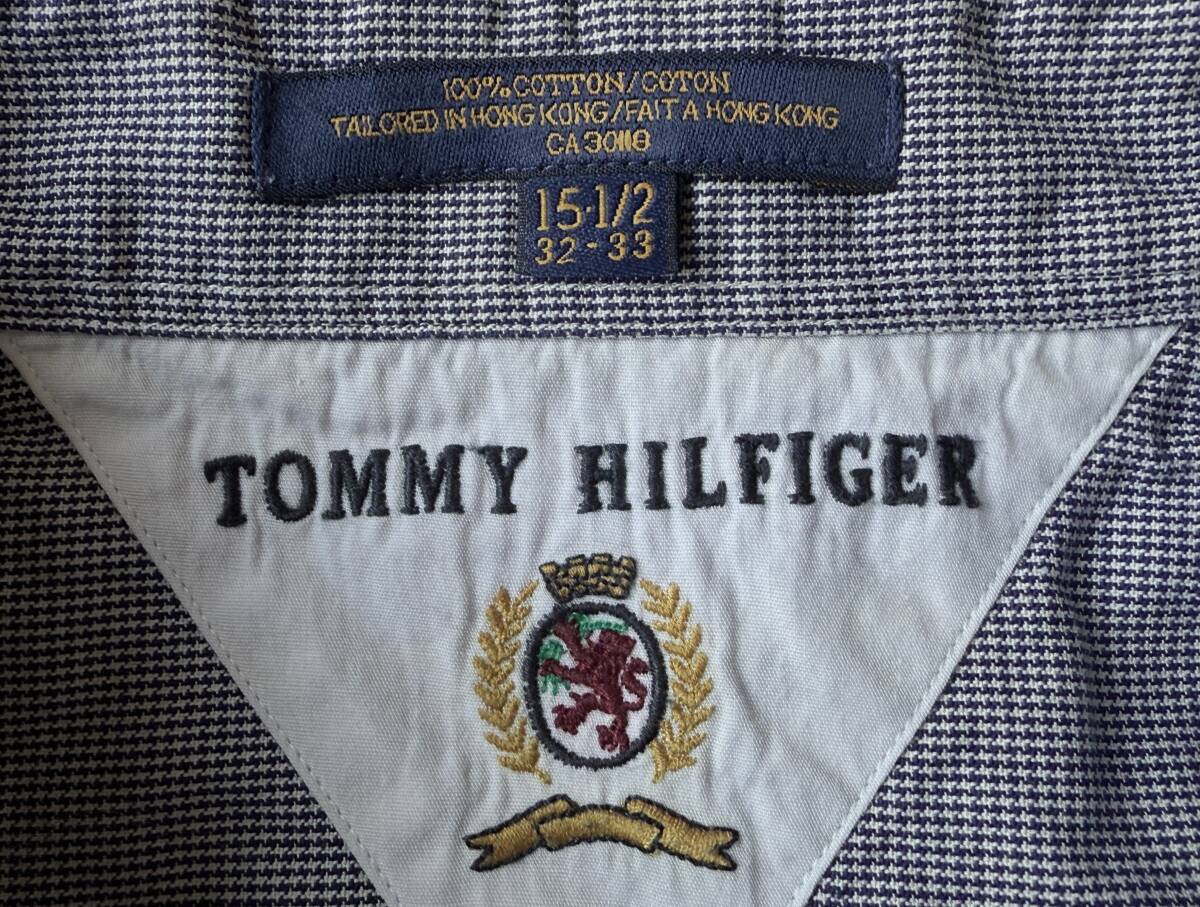 100% COTTON/COTON
TAILORED IN HONG KONG/FAIT A HONG KONG
CA 30118
15·1/2
32-33
TOMMY HILFIGER